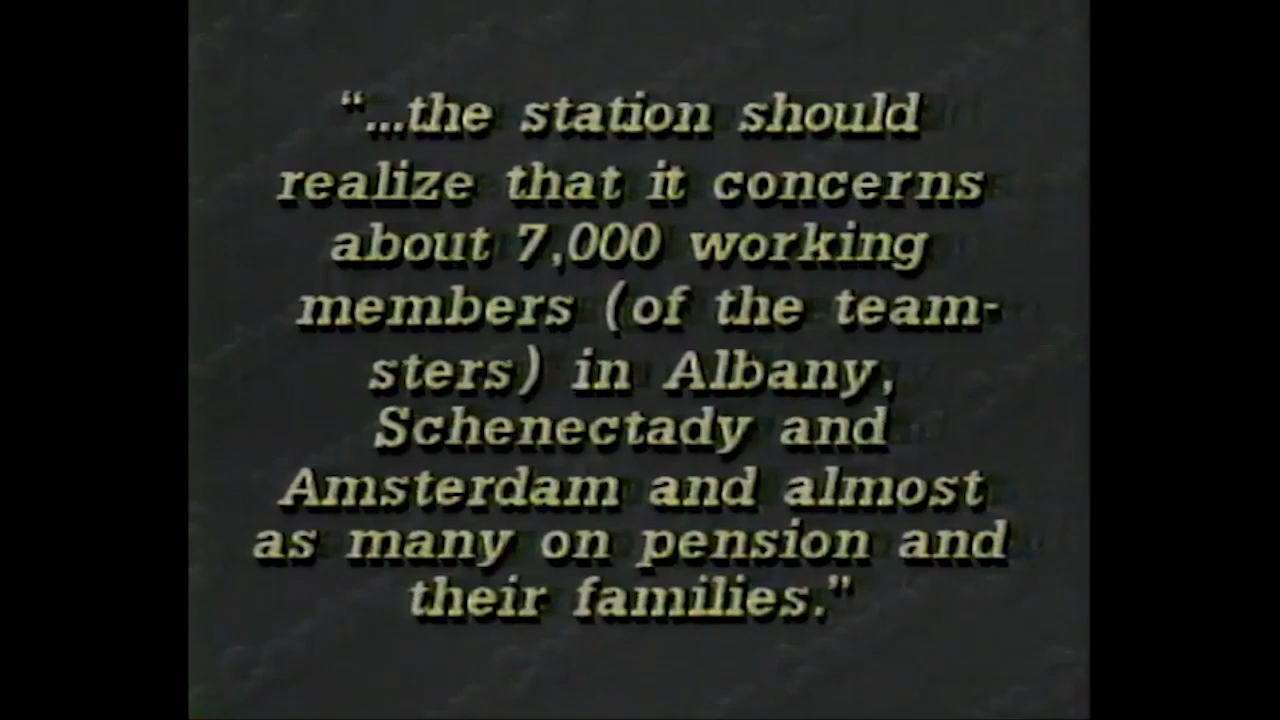 “...the station should
realize that it concerns
about 7,000 working
members (of the team-
sters) in Albany,
Schenectady and
Amsterdam and almost
as many on pension and
their families.”